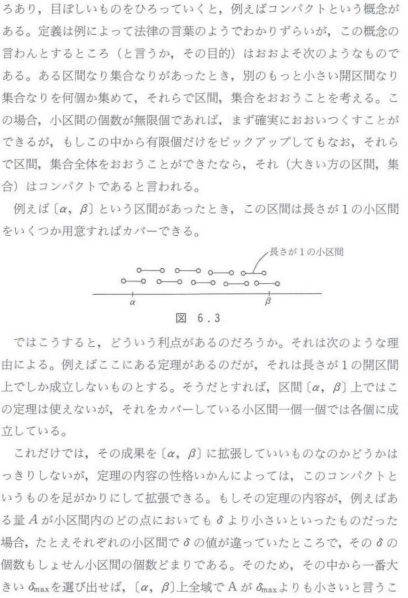 ろあり，目ぼしいものをひろっていくと，例えばコンパクトという概念が
ある。定義は例によって法律の言葉のようでわかりずらいが，この概念の
言わんとするところ（と言うか，その目的）はおおよそ次のようなもので
ある。ある区間なり集合なりがあったとき，別のもっと小さい開区間なり
集合なりを何個か集めて，それらで区間，集合をおおうことを考える。こ
の場合，小区間の個数が無限個であれば，まず確実におおいつくすことが
できるが，もしこの中から有限個だけをピックアップしてもなお，それら
で区間，集合全体をおおうことができたなら，それ（大きい方の区間，集
合）はコンパクトであると言われる。
例えば〔α，β〕という区間があったとき，この区間は長さが1の小区間
をいくつか用意すればカバーできる。
長さが1の小区間
α
β
図 6.3
ではこうすると，どういう利点があるのだろうか。それは次のような理
由による。例えばここにある定理があるのだが，それは長さが1の開区間
上でしか成立しないものとする。そうだとすれば，区間〔α，β〕上ではこ
の定理は使えないが，それをカバーしている小区間一個一個では各個に成
立している。
これだけでは，その成果を〔α，β〕に拡張していいものなのかどうかは
っきりしないが，定理の内容の性格いかんによっては，このコンパクトと
いうものを足がかりにして拡張できる。もしその定理の内容が，例えばあ
る量Aが小区間内のどの点においてもδより小さいといったものだった
場合，たとえそれぞれの小区間でδの値が違っていたところで，そのδの
個数もしょせん小区間の個数どまりである。そのため，その中から一番大
きいδmaxを選び出せば，〔α，β〕上全域でAがδmaxよりも小さいと言うこ